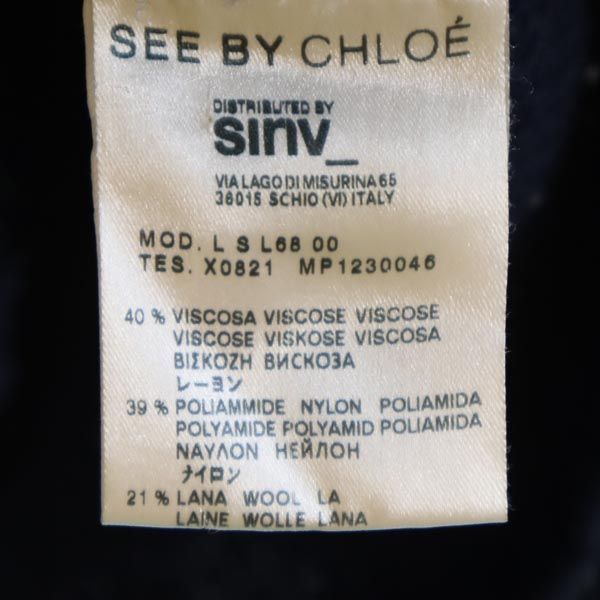 SEE BY CHLOÉ
DISTRIBUTED BY
sinv_
VIA LAGO DI MISURINA 65
36015 SCHIO (VI) ITALY
MOD. L S L68 00
TES. X0821 MP1230046
40 % VISCOSA VISCOSE VISCOSE
VISCOSE VISKOSE VISCOSA
ΒΙΣΚΟΖΗ ВИСКОЗА
レーヨン
39 % POLIAMMIDE NYLON POLIAMIDA
POLYAMIDE POLYAMID POLIAMIDA
ΝΑΥΛΟΝ НЕЙЛОН
ナイロン
21 % LANA WOOL LA
LAINE WOLLE LANA